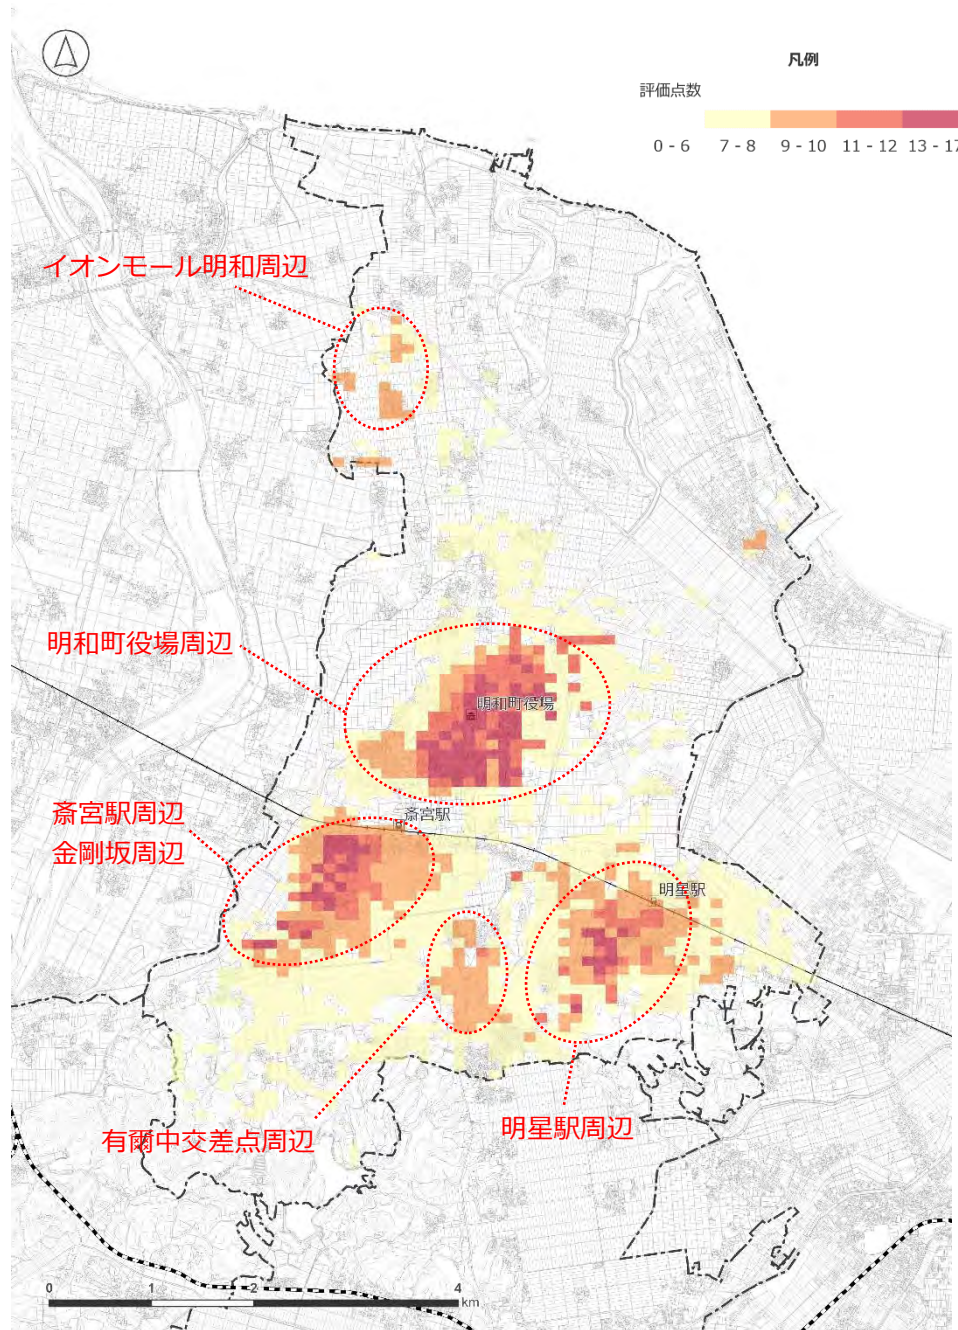 凡例
評価点数
0 - 6 7 - 8 9 - 10 11 - 12 13 - 17
イオンモール明和周辺
明和町役場周辺
明和町役場
斎宮駅周辺
金剛坂周辺
斎宮駅
明星駅
有爾中交差点周辺
明星駅周辺
0 1 2 4
km